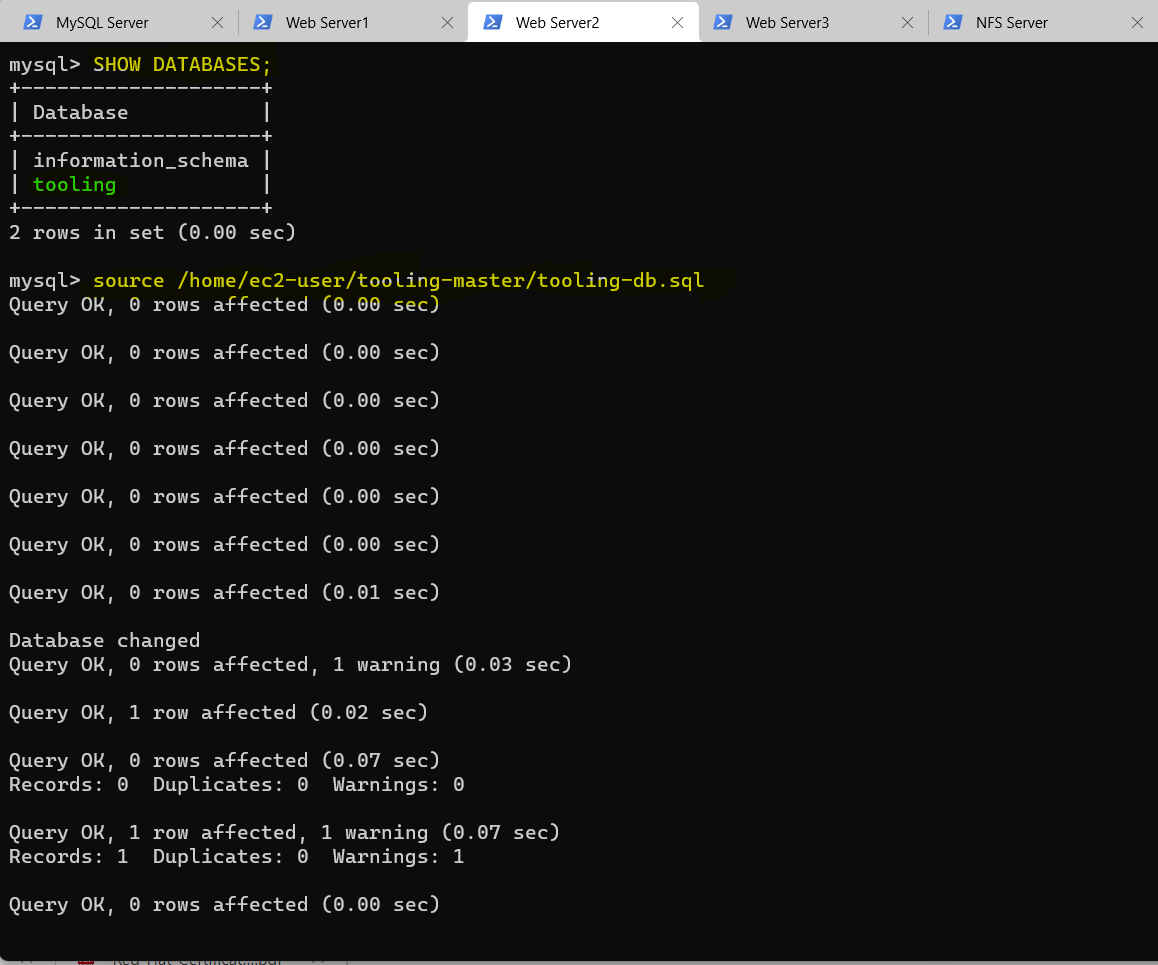 MySQL Server Web Server1 Web Server2 Web Server3 NFS Server
mysql> SHOW DATABASES;
+--------------------+
| Database           |
+--------------------+
| information_schema |
| tooling            |
+--------------------+
2 rows in set (0.00 sec)
mysql> source /home/ec2-user/tooling-master/tooling-db.sql
Query OK, 0 rows affected (0.00 sec)
Query OK, 0 rows affected (0.00 sec)
Query OK, 0 rows affected (0.00 sec)
Query OK, 0 rows affected (0.00 sec)
Query OK, 0 rows affected (0.00 sec)
Query OK, 0 rows affected (0.00 sec)
Query OK, 0 rows affected (0.01 sec)
Database changed
Query OK, 0 rows affected, 1 warning (0.03 sec)
Query OK, 1 row affected (0.02 sec)
Query OK, 0 rows affected (0.07 sec)
Records: 0  Duplicates: 0  Warnings: 0
Query OK, 1 row affected, 1 warning (0.07 sec)
Records: 1  Duplicates: 0  Warnings: 1
Query OK, 0 rows affected (0.00 sec)